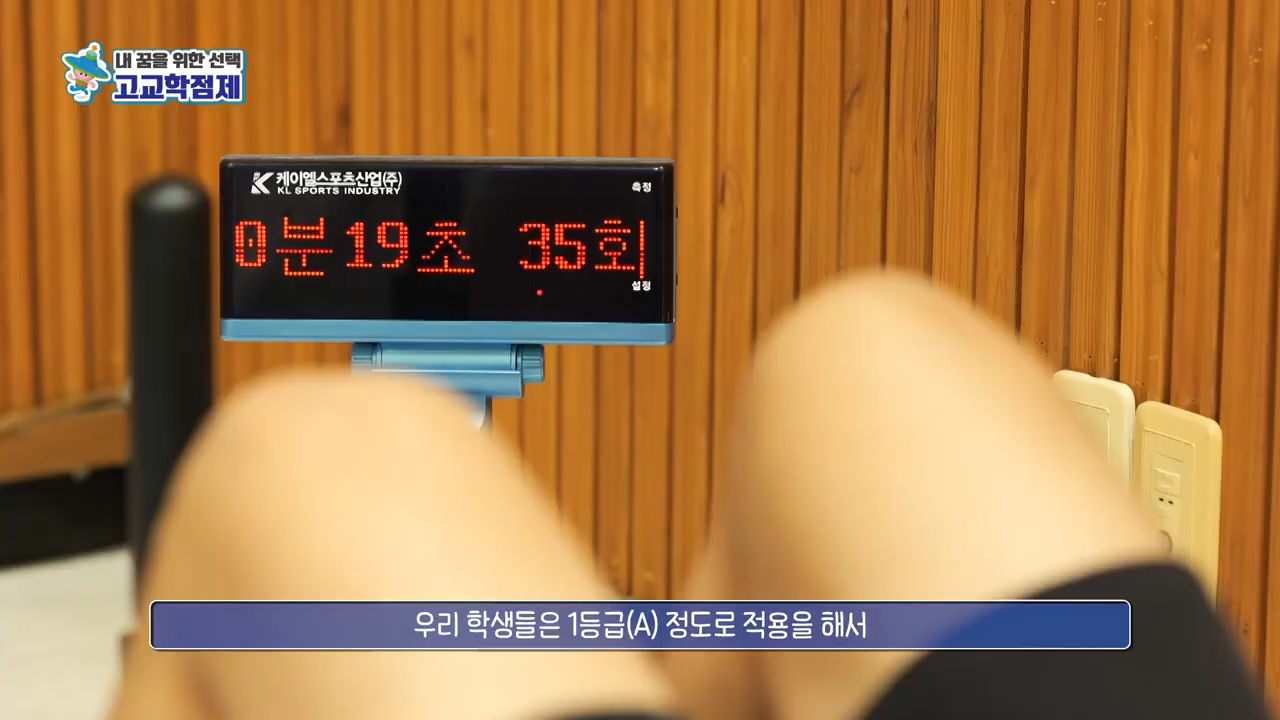 내 꿈을 위한 선택
고교학점제
케이엘스포츠산업(주)
KL SPORTS INDUSTRY
측정
0분19초 35회
설정
우리 학생들은 1등급(A) 정도로 적용을 해서